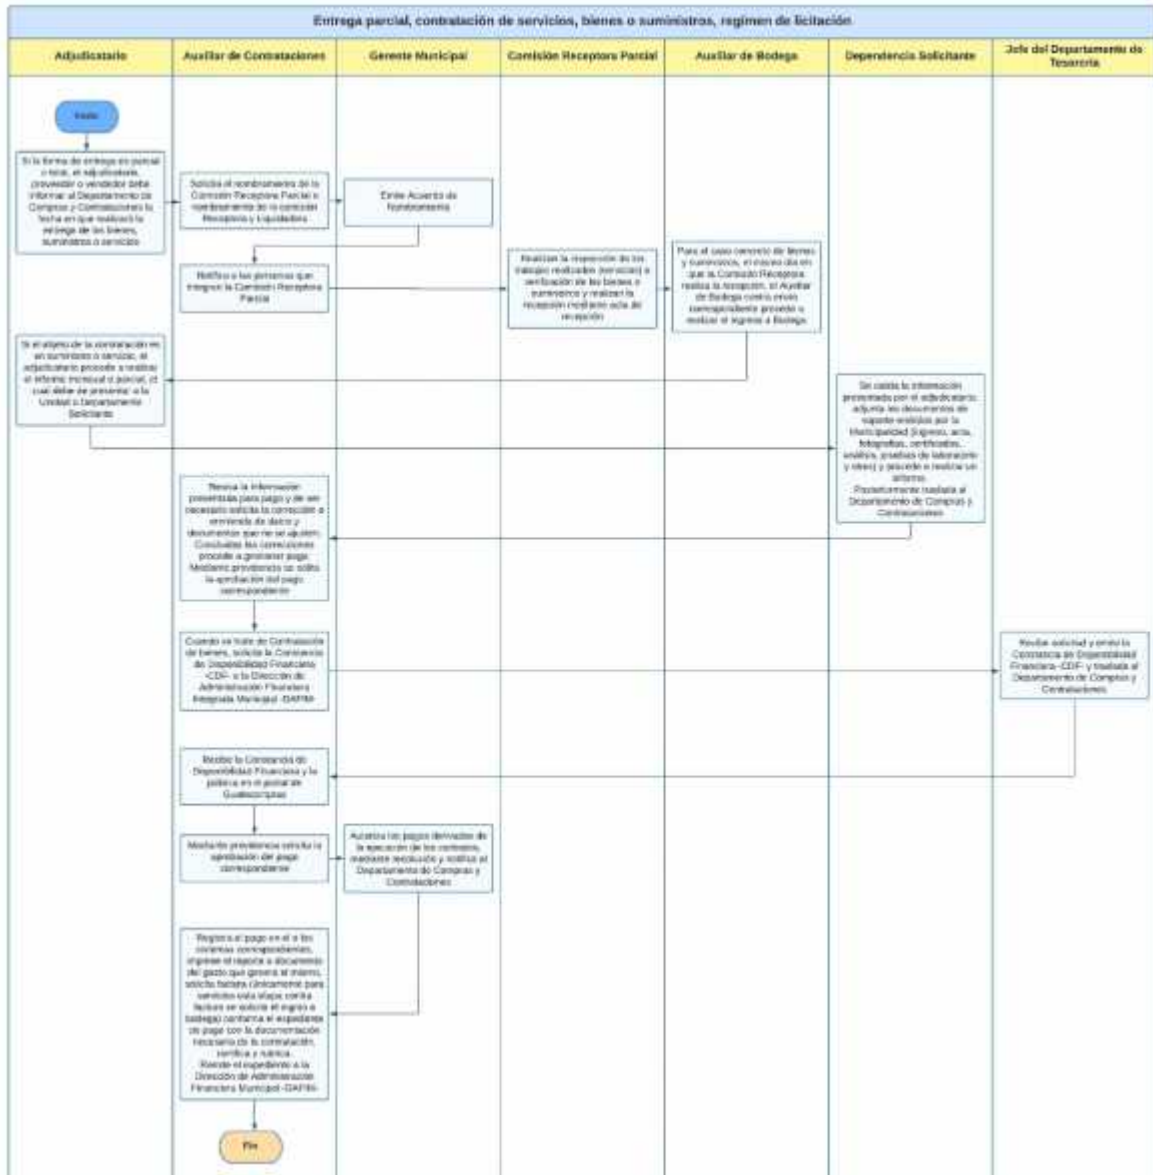 Entrega parcial, contratación de servicios, bienes o suministros, regimen de licitación
Adjudicatario
Auxiliar de Contrataciones
Gerente Municipal
Comisión Receptora Parcial
Auxiliar de Bodega
Dependencia Solicitante
Jefe del Departamento de
Tesorería
Inicio
Si la forma de entrega es parcial
o total, el adjudicatario,
proveedor o vendedor debe
informar al Departamento de
Compras y Contrataciones la
fecha en que realizará la
entrega de los bienes,
suministros o servicio
Solicita el nombramiento de la
Comisión Receptora Parcial o
nombramiento de la comisión
Receptora y Liquidadora
Emite Acuerdo de
Nombramiento
Notifica a las personas que
integran la Comisión Receptora
Parcial
Realizan la inspección de los
trabajos realizados (servicios) o
verificación de los bienes o
suministros y realizan la
recepción mediante acta de
recepción
Para el caso concreto de bienes
y suministros, el mismo día en
que la Comisión Receptora
realiza la recepción, el Auxiliar
de Bodega contra envío
correspondiente procede a
realizar el ingreso a Bodega
Si el objeto de la contratación es
un suministro o servicio, el
adjudicatario procede a realizar
el informe mensual o parcial, el
cual debe de presentar a la
Unidad o Departamento
Solicitante
Se valida la información
presentada por el adjudicatario,
adjunta los documentos de
soporte emitidos por la
Municipalidad (ingreso, acta,
fotografías, certificados,
análisis, pruebas de laboratorio
y otros) y procede a realizar un
informe.
Posteriormente traslada al
Departamento de Compras y
Contrataciones
Revisa la información
presentada para pago y de ser
necesario solicita la corrección o
enmienda de datos y
documentos que no se ajusten.
Concluidas las correcciones
procede a gestionar pago.
Mediante providencia se solita
la aprobación del pago
correspondiente
Cuando se trate de Contratación
de bienes, solicita la Constancia
de Disponibilidad Financiera
-CDF- a la Dirección de
Administración Financiera
Integrada Municipal -DAFIM-
Recibe solicitud y emite la
Constancia de Disponibilidad
Financiera -CDF- y traslada al
Departamento de Compras y
Contrataciones
Recibe la Constancia de
Disponibilidad Financiera y la
publica en el portal de
Guatecompras
Mediante providencia solicita la
aprobación del pago
correspondiente
Autoriza los pagos derivados de
la ejecución de los contratos,
mediante resolución y notifica al
Departamento de Compras y
Contrataciones
Registra el pago en el o los
sistemas correspondientes,
imprime el reporte o documento
del gasto que genera el mismo,
solicita factura (únicamente para
servicios esta etapa, contra
factura se solicita el ingreso a
bodega) conforma el expediente
de pago con la documentación
necesaria de la contratación,
certifica y rubrica.
Remite el expediente a la
Dirección de Administración
Financiera Municipal -DAFIM-
Fin